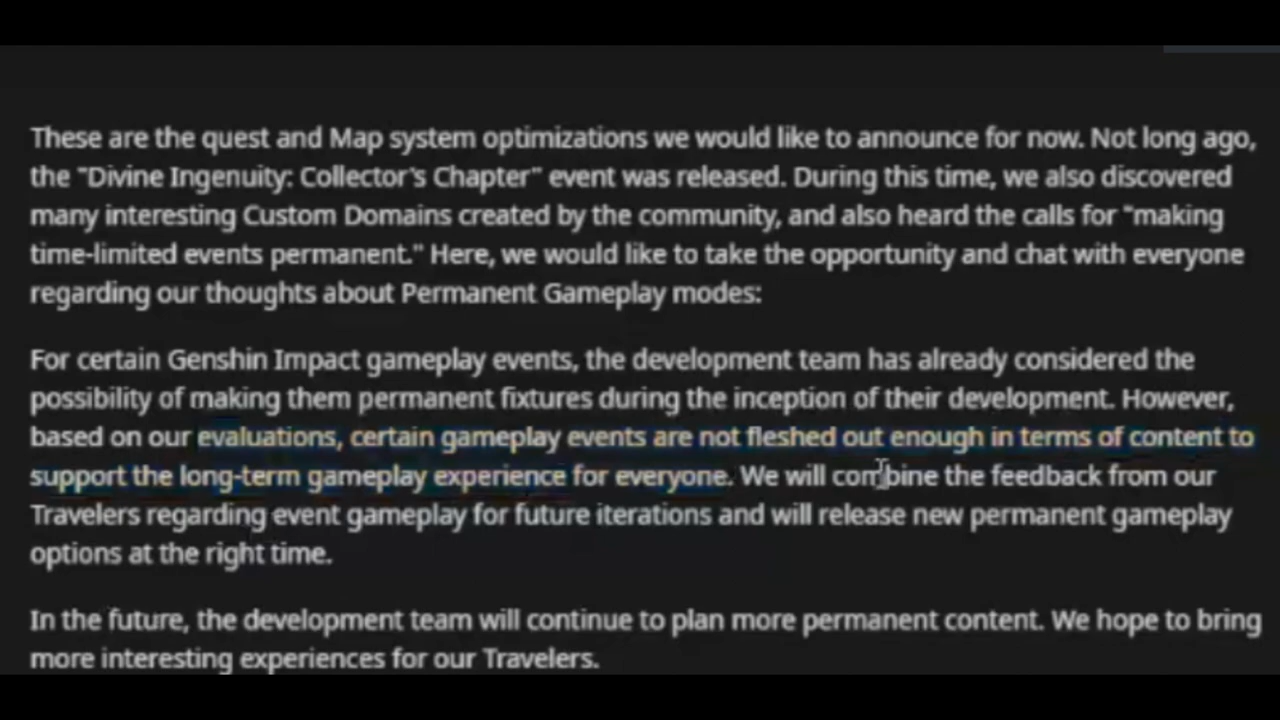 These are the quest and Map system optimizations we would like to announce for now. Not long ago,
the "Divine Ingenuity: Collector's Chapter" event was released. During this time, we also discovered
many interesting Custom Domains created by the community, and also heard the calls for "making
time-limited events permanent." Here, we would like to take the opportunity and chat with everyone
regarding our thoughts about Permanent Gameplay modes:
For certain Genshin Impact gameplay events, the development team has already considered the
possibility of making them permanent fixtures during the inception of their development. However,
based on our evaluations, certain gameplay events are not fleshed out enough in terms of content to
support the long-term gameplay experience for everyone. We will combine the feedback from our
Travelers regarding event gameplay for future iterations and will release new permanent gameplay
options at the right time.
In the future, the development team will continue to plan more permanent content. We hope to bring
more interesting experiences for our Travelers.